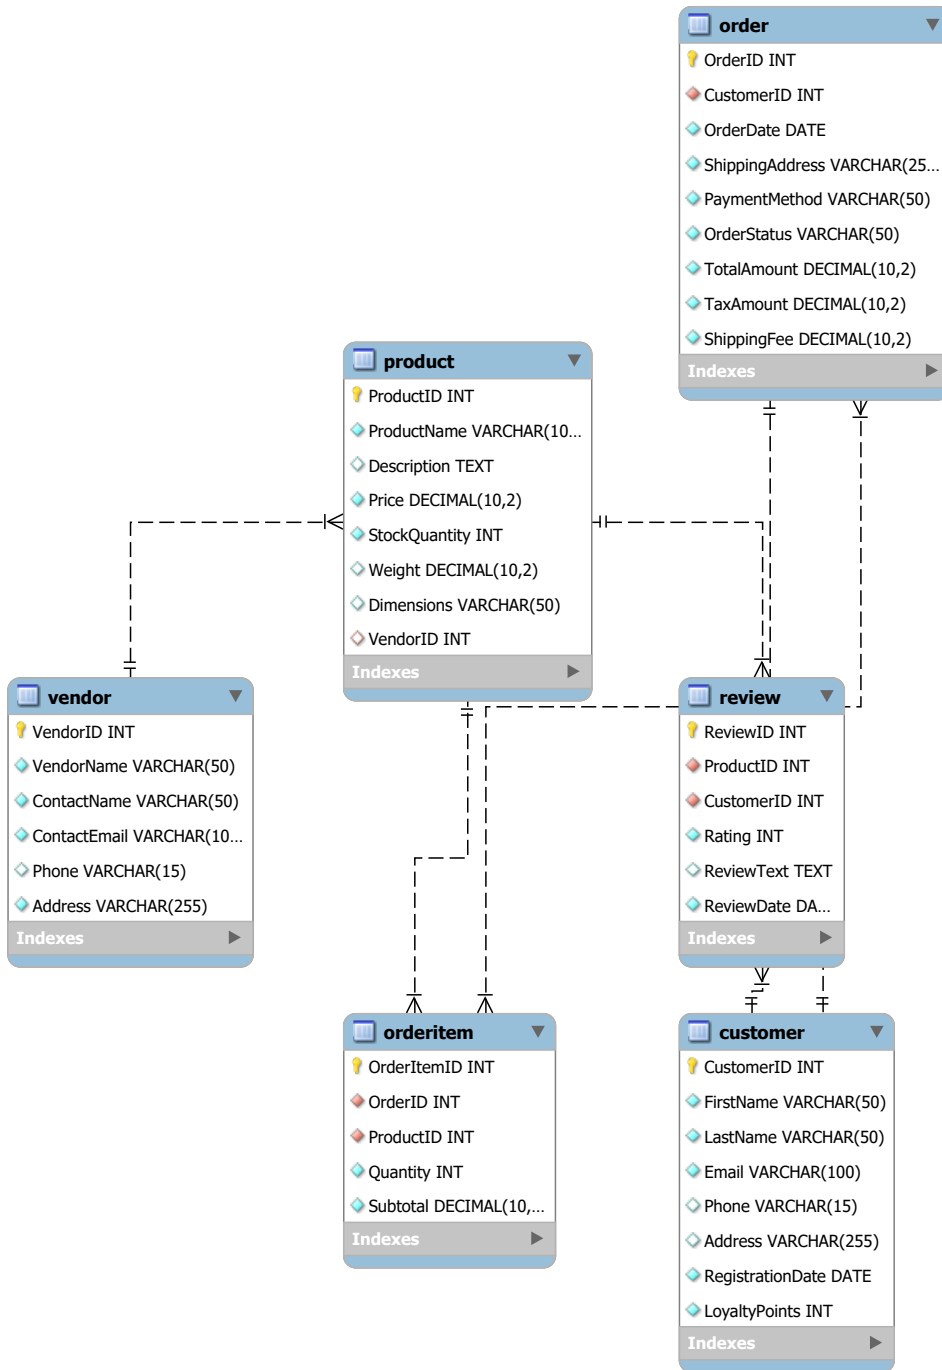 order
OrderID INT
CustomerID INT
OrderDate DATE
ShippingAddress VARCHAR(25...
PaymentMethod VARCHAR(50)
OrderStatus VARCHAR(50)
TotalAmount DECIMAL(10,2)
TaxAmount DECIMAL(10,2)
ShippingFee DECIMAL(10,2)
Indexes
product
ProductID INT
ProductName VARCHAR(10...
Description TEXT
Price DECIMAL(10,2)
StockQuantity INT
Weight DECIMAL(10,2)
Dimensions VARCHAR(50)
VendorID INT
Indexes
vendor
VendorID INT
VendorName VARCHAR(50)
ContactName VARCHAR(50)
ContactEmail VARCHAR(10...
Phone VARCHAR(15)
Address VARCHAR(255)
Indexes
review
ReviewID INT
ProductID INT
CustomerID INT
Rating INT
ReviewText TEXT
ReviewDate DA...
Indexes
orderitem
OrderItemID INT
OrderID INT
ProductID INT
Quantity INT
Subtotal DECIMAL(10,...
Indexes
customer
CustomerID INT
FirstName VARCHAR(50)
LastName VARCHAR(50)
Email VARCHAR(100)
Phone VARCHAR(15)
Address VARCHAR(255)
RegistrationDate DATE
LoyaltyPoints INT
Indexes